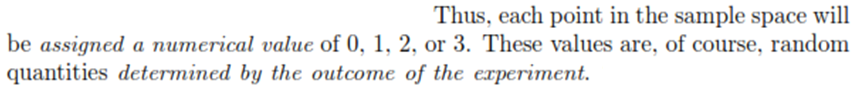 Thus, each point in the sample space will
be assigned a numerical value of 0, 1, 2, or 3. These values are, of course, random
quantities determined by the outcome of the experiment.